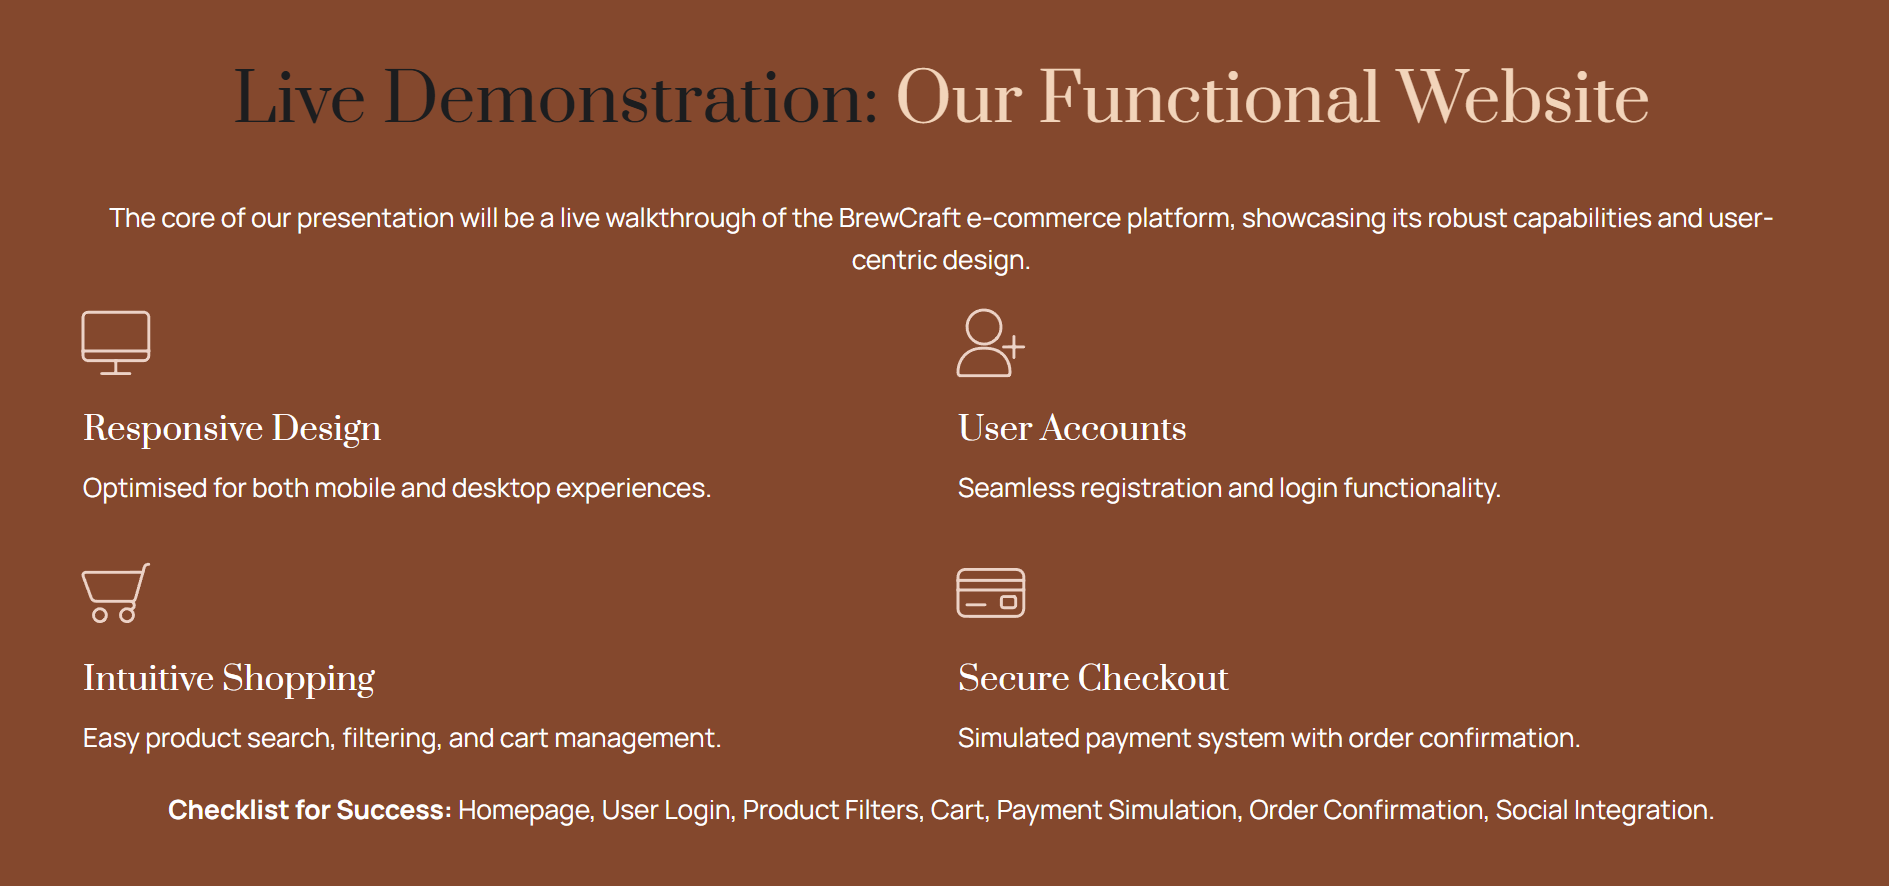 Live Demonstration: Our Functional Website
The core of our presentation will be a live walkthrough of the BrewCraft e-commerce platform, showcasing its robust capabilities and user-
centric design.
Responsive Design
Optimised for both mobile and desktop experiences.
User Accounts
Seamless registration and login functionality.
Intuitive Shopping
Easy product search, filtering, and cart management.
Secure Checkout
Simulated payment system with order confirmation.
Checklist for Success: Homepage, User Login, Product Filters, Cart, Payment Simulation, Order Confirmation, Social Integration.